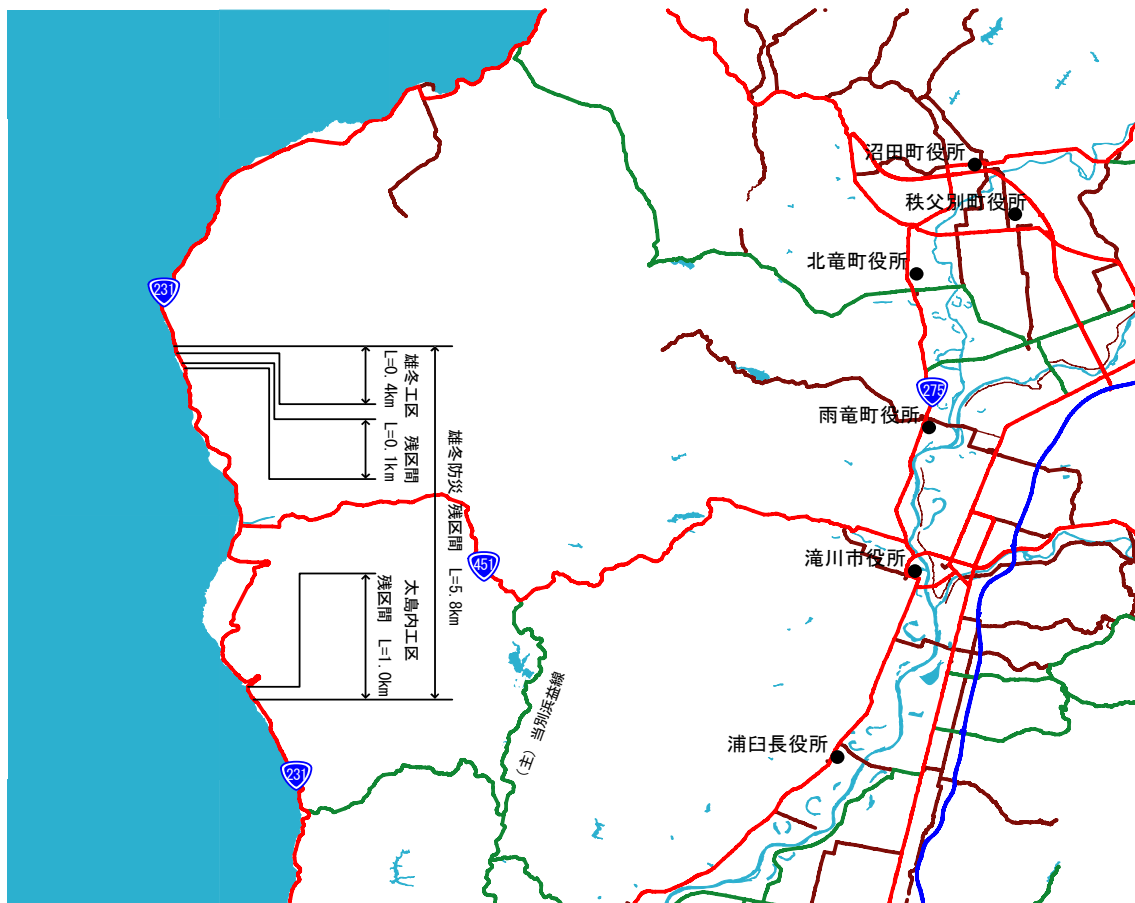 沼田町役所
秩父別町役所
北竜町役所
231
雄冬工区 残区間
L=0.4km L=0.1km
275
雨竜町役所
雄冬防災 残区間 L=5.8km
451
滝川市役所
太島内工区
残区間 L=1.0km
(主) 当別浜益線
浦臼長役所
231